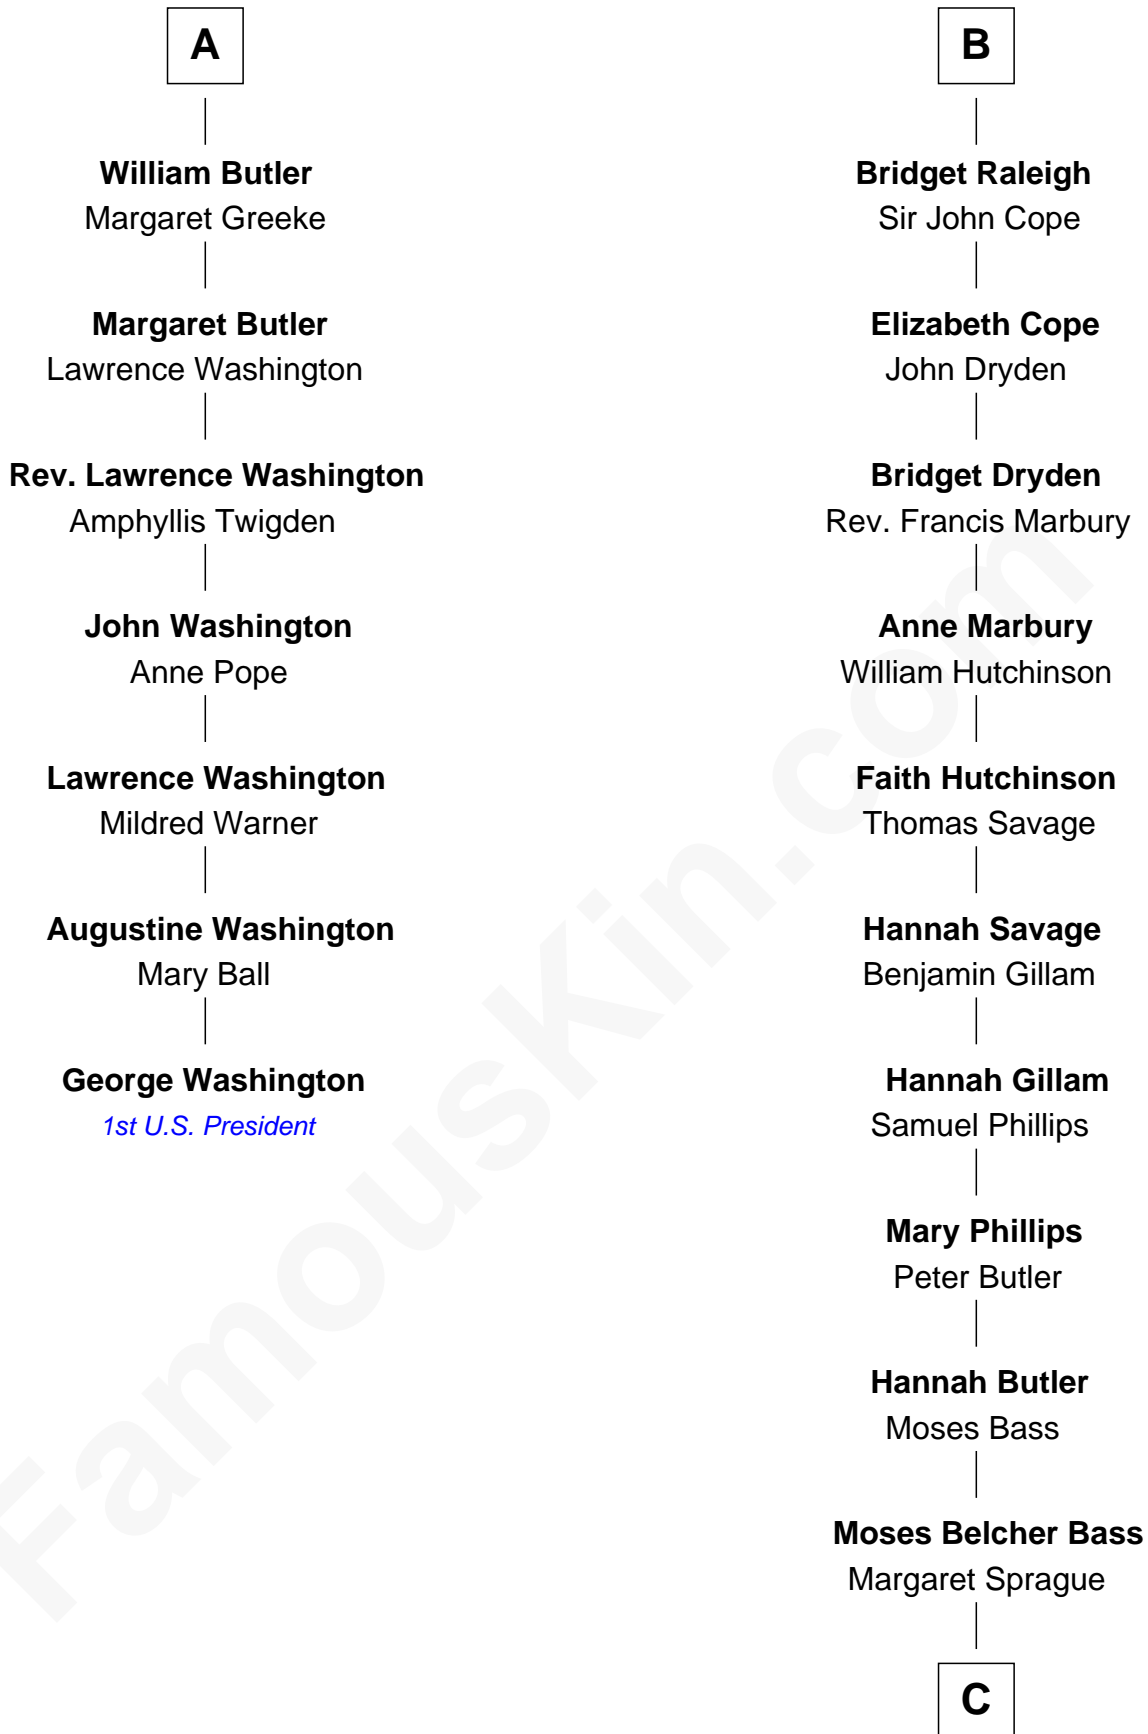 A
William Butler
Margaret Greeke
Margaret Butler
Lawrence Washington
Rev. Lawrence Washington
Amphyllis Twigden
John Washington
Anne Pope
Lawrence Washington
Mildred Warner
Augustine Washington
Mary Ball
George Washington
1st U.S. President
B
Bridget Raleigh
Sir John Cope
Elizabeth Cope
John Dryden
Bridget Dryden
Rev. Francis Marbury
Anne Marbury
William Hutchinson
Faith Hutchinson
Thomas Savage
Hannah Savage
Benjamin Gillam
Hannah Gillam
Samuel Phillips
Mary Phillips
Peter Butler
Hannah Butler
Moses Bass
Moses Belcher Bass
Margaret Sprague
C
FamousKin.com